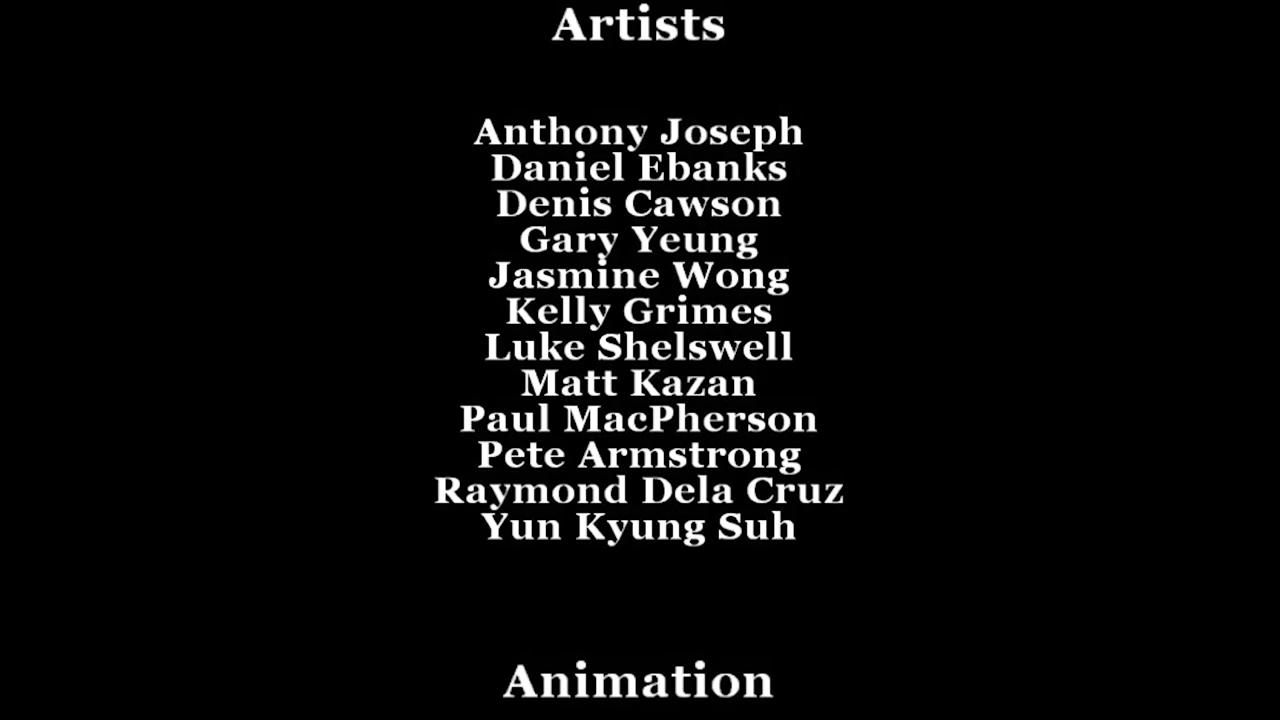 Artists
Anthony Joseph
Daniel Ebanks
Denis Cawson
Gary Yeung
Jasmine Wong
Kelly Grimes
Luke Shelswell
Matt Kazan
Paul MacPherson
Pete Armstrong
Raymond Dela Cruz
Yun Kyung Suh
Animation